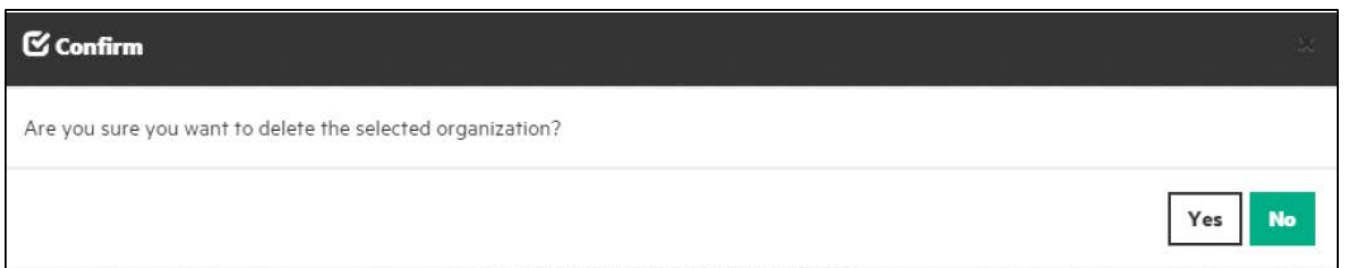 Confirm
Are you sure you want to delete the selected organization?
Yes No